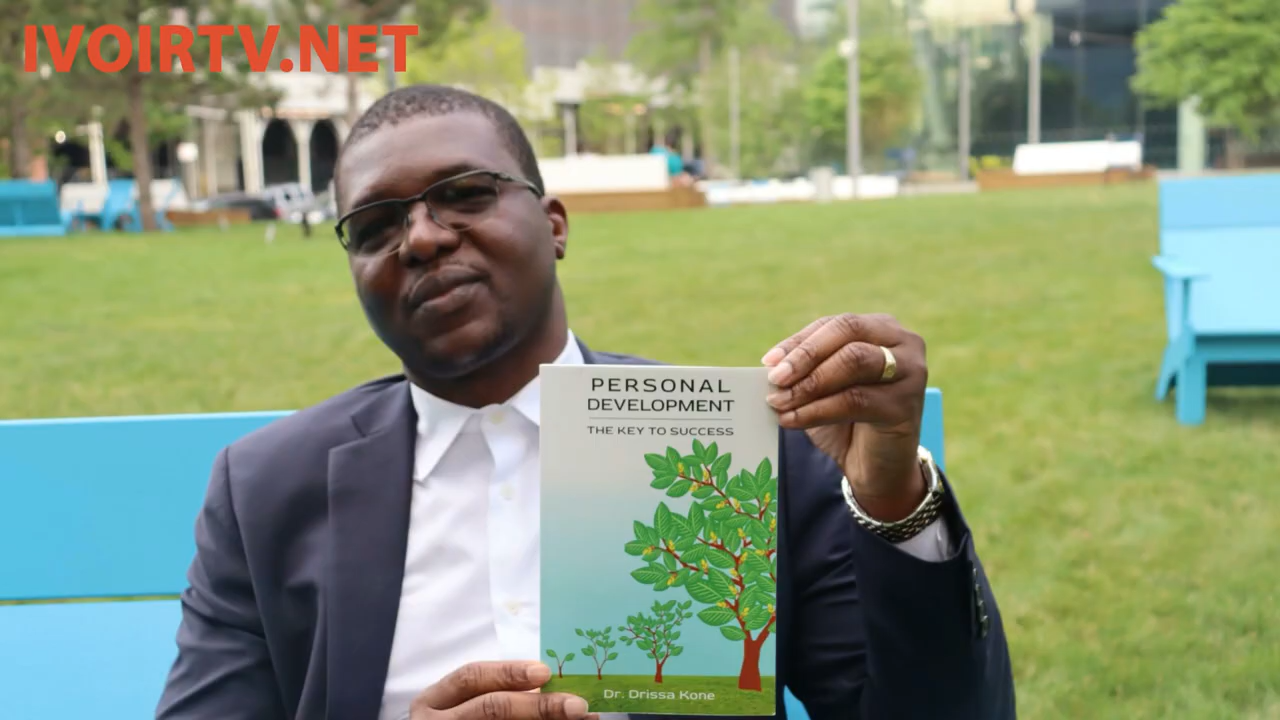 IVOIRTV.NET
PERSONAL
DEVELOPMENT
THE KEY TO SUCCESS
Dr. Drissa Kone